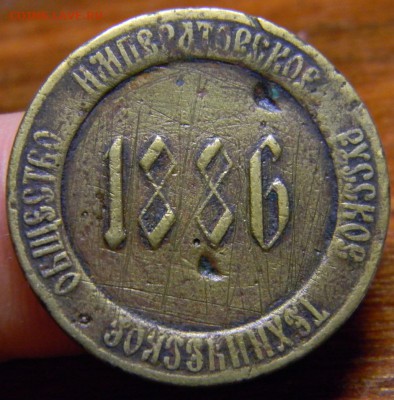 ИМПЕРАТОРСКОЕ РУССКОЕ ТЕХНИЧЕСКОЕ ОБЩЕСТВО
1886